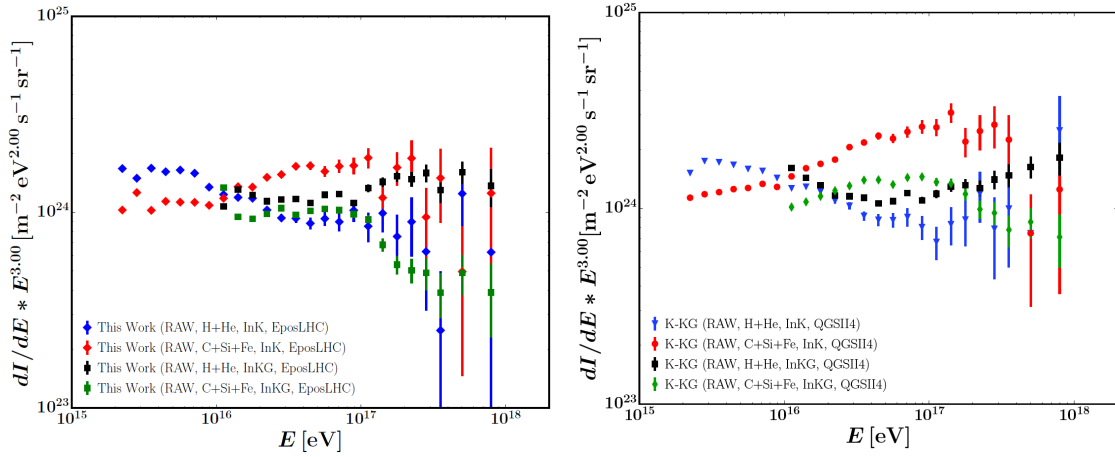 10^25
10^24
10^23
dI/dE * E^3.00 [m^−2 eV^2.00 s^−1 sr^−1]
This Work (RAW, H+He, InK, EposLHC)
This Work (RAW, C+Si+Fe, InK, EposLHC)
This Work (RAW, H+He, InKG, EposLHC)
This Work (RAW, C+Si+Fe, InKG, EposLHC)
10^15 10^16 10^17 10^18
E [eV]
10^25
10^24
10^23
dI/dE * E^3.00 [m^−2 eV^2.00 s^−1 sr^−1]
K-KG (RAW, H+He, InK, QGSII4)
K-KG (RAW, C+Si+Fe, InK, QGSII4)
K-KG (RAW, H+He, InKG, QGSII4)
K-KG (RAW, C+Si+Fe, InKG, QGSII4)
10^15 10^16 10^17 10^18
E [eV]